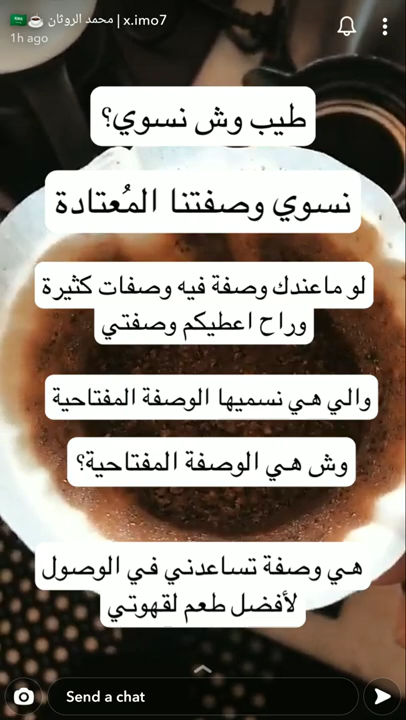 محمد الروثان | x.imo7
1h ago
طيب وش نسوي؟
نسوي وصفتنا المُعتادة
لو ماعندك وصفة فيه وصفات كثيرة
وراح اعطيكم وصفتي
والي هي نسميها الوصفة المفتاحية
وش هي الوصفة المفتاحية؟
هي وصفة تساعدني في الوصول
لأفضل طعم لقهوتي
Send a chat